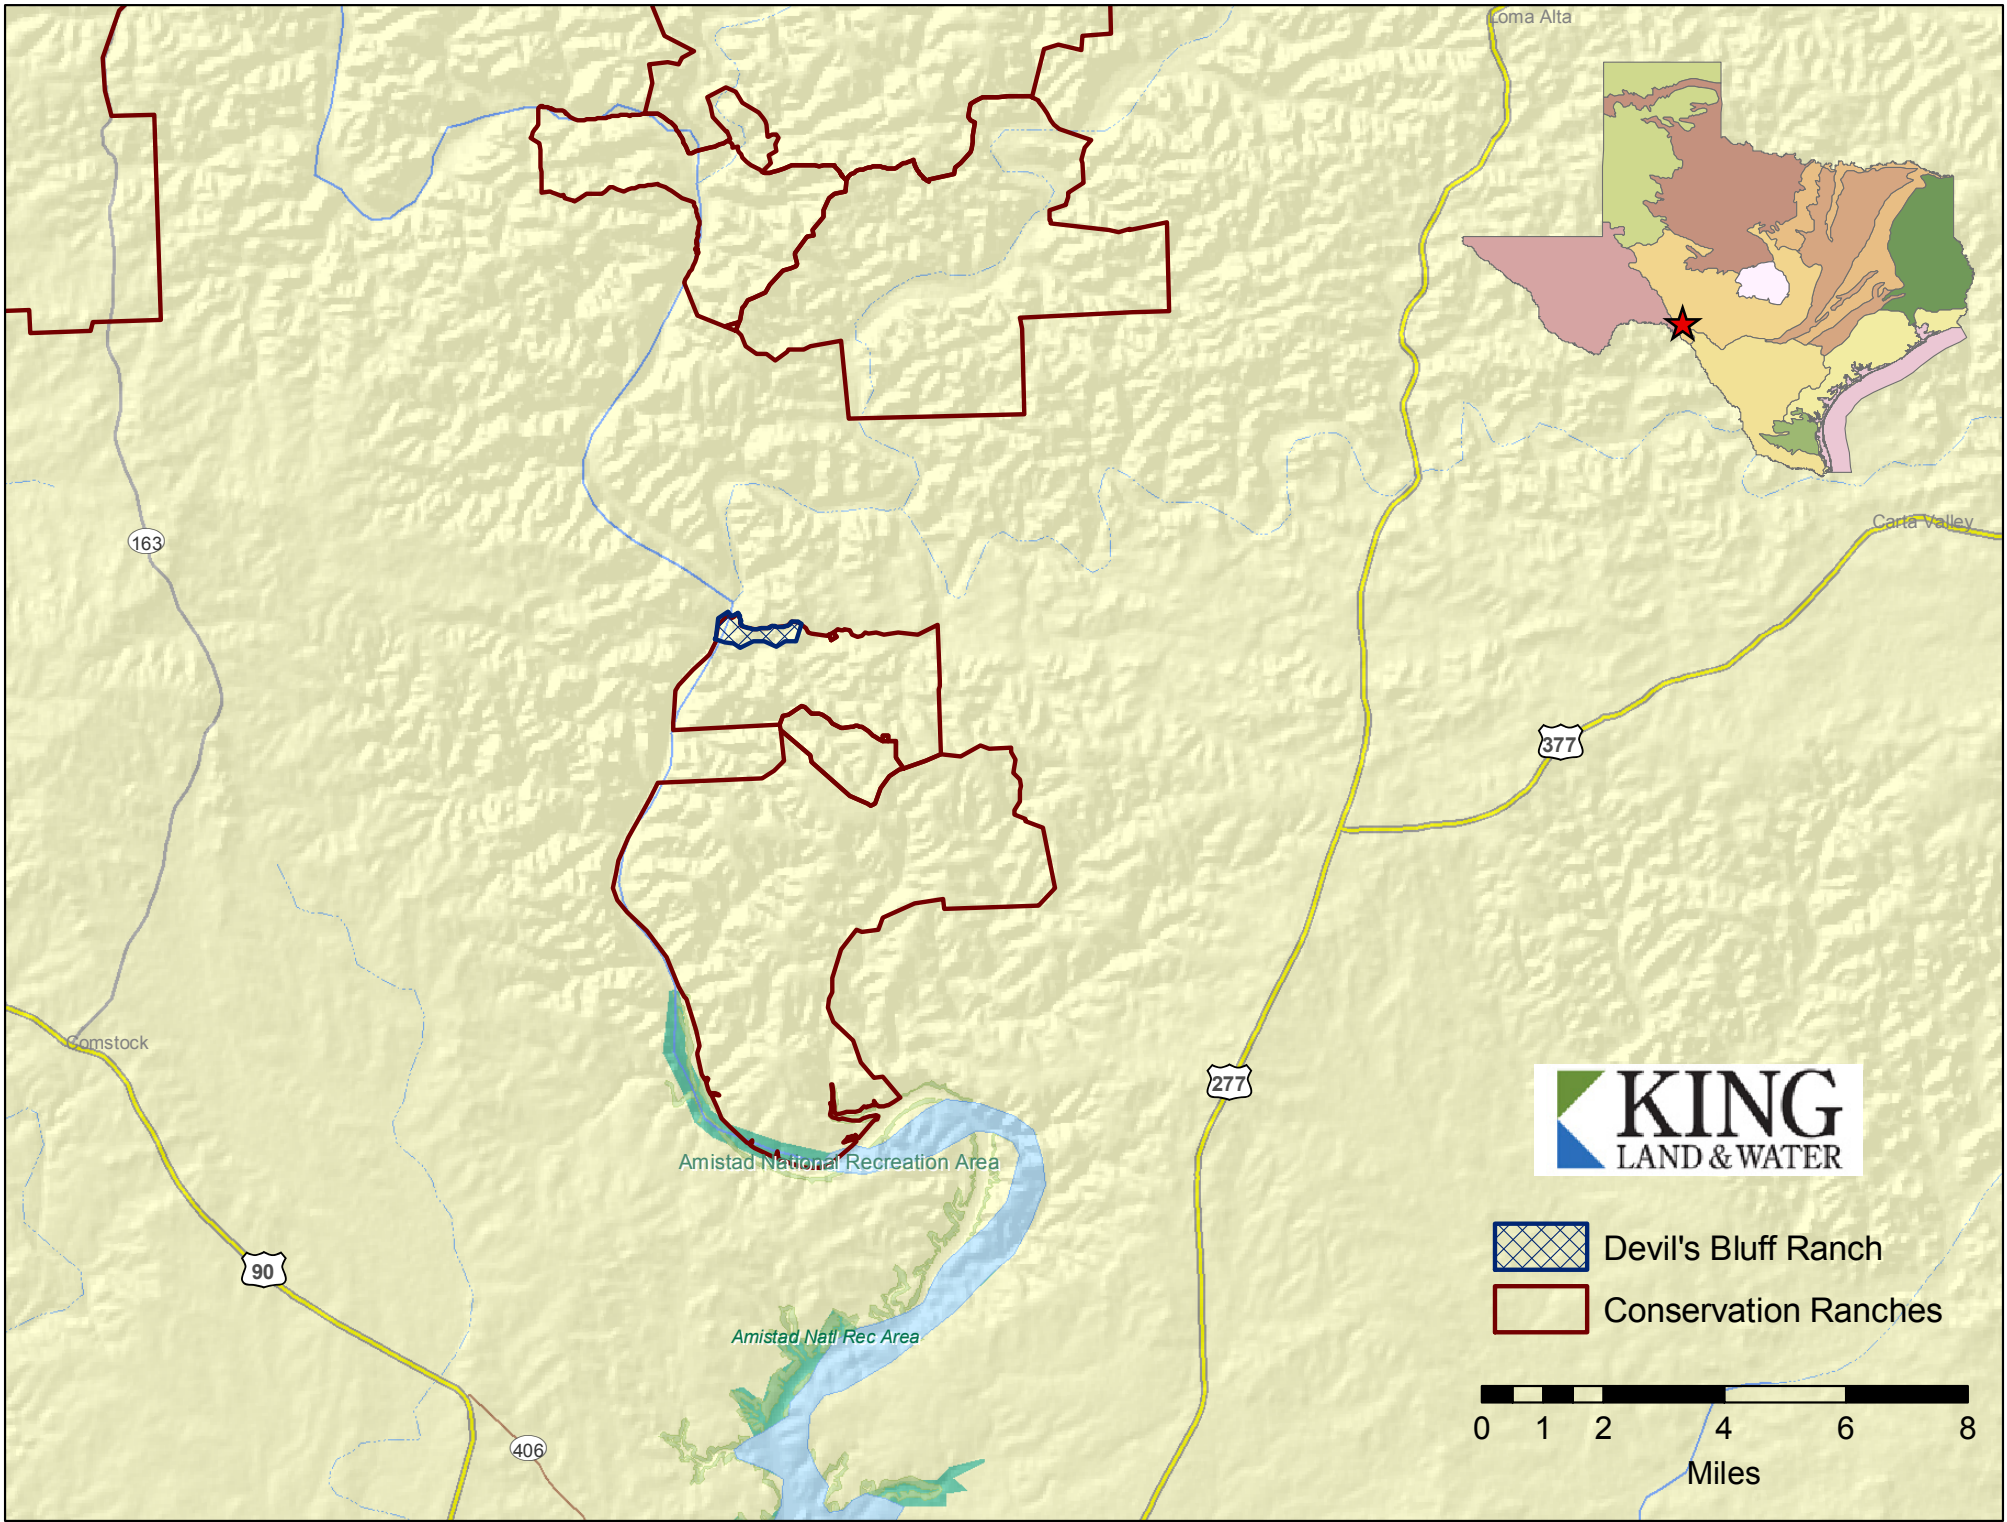 Loma Alta
Carta Valley
163
377
Comstock
277
KING
LAND & WATER
Amistad National Recreation Area
Devil's Bluff Ranch
90
Conservation Ranches
Amistad Natl Rec Area
0 1 2 4 6 8
406
Miles